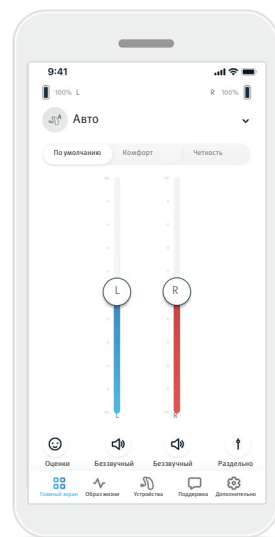 9:41
100% L R 100%
Авто
По умолчанию Комфорт Четкость
L R
L R
Оценки Беззвучный Беззвучный Раздельно
Главный экран Образ жизни Устройства Поддержка Дополнительно